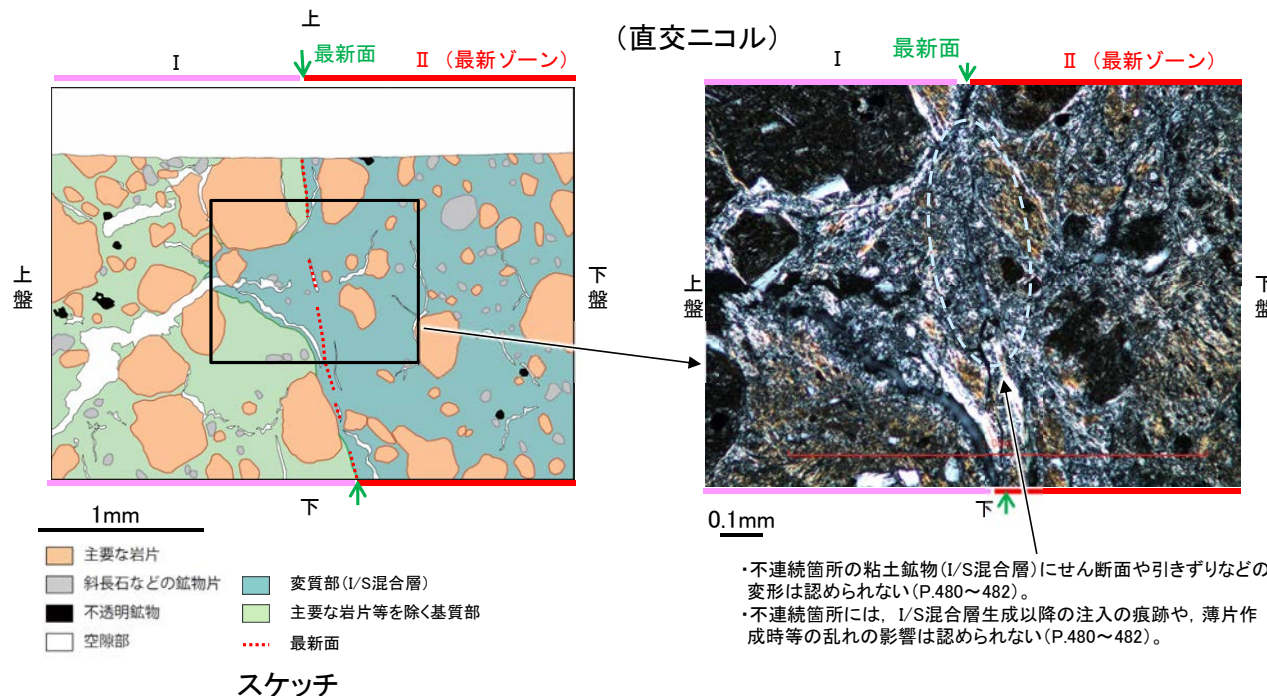 上
(直交ニコル)
Ⅰ
最新面
Ⅱ (最新ゾーン)
Ⅰ
最新面
Ⅱ (最新ゾーン)
上盤
下盤
上盤
下盤
下
下
1mm
0.1mm
主要な岩片
斜長石などの鉱物片
不透明鉱物
空隙部
変質部(I/S混合層)
主要な岩片等を除く基質部
最新面
スケッチ
・不連続箇所の粘土鉱物(I/S混合層)にせん断面や引きずりなどの
変形は認められない(P.480～482)。
・不連続箇所には, I/S混合層生成以降の注入の痕跡や, 薄片作
成時等の乱れの影響は認められない(P.480～482)。